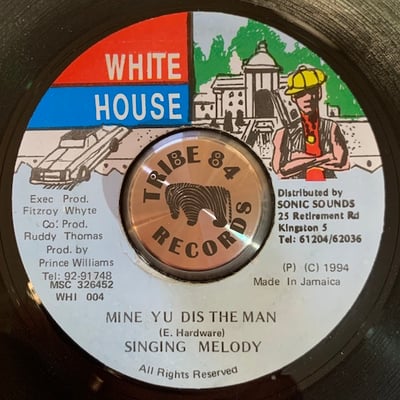 WHITE
HOUSE
TRIBE 84
RECORDS
Exec Prod.
Fitzroy Whyte
Co. Prod.
Ruddy Thomas
Prod. by
Prince Williams
Tel: 92-91748
MSC 326452
WHI 004
Distributed by
SONIC SOUNDS
25 Retirement Rd
Kingston 5
Tel: 61204/62036
(P) (C) 1994
Made In Jamaica
MINE YU DIS THE MAN
(E. Hardware)
SINGING MELODY
All Rights Reserved